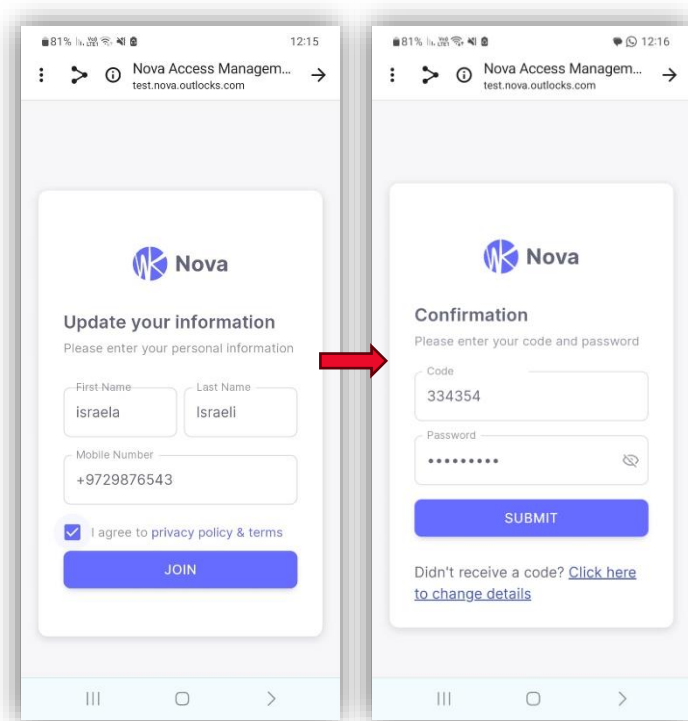 81% 12:15
Nova Access Managem...
test.nova.outlocks.com
Nova
Update your information
Please enter your personal information
First Name
israela
Last Name
Israeli
Mobile Number
+9729876543
I agree to privacy policy & terms
JOIN
81% 12:16
Nova Access Managem...
test.nova.outlocks.com
Nova
Confirmation
Please enter your code and password
Code
334354
Password
•••••••••
SUBMIT
Didn't receive a code? Click here
to change details